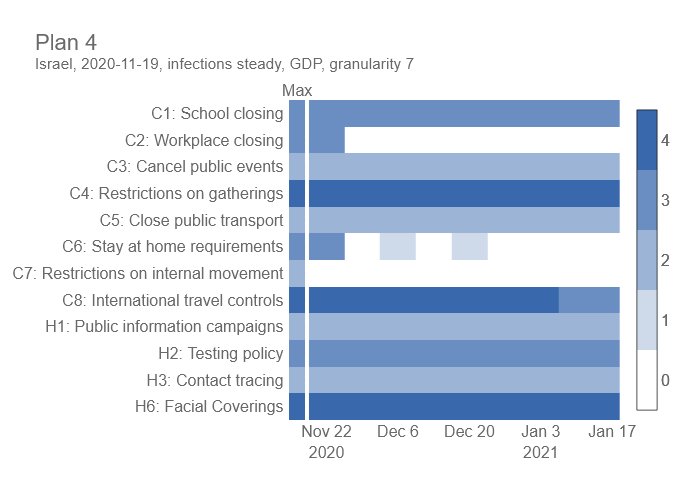 Plan 4
Israel, 2020-11-19, infections steady, GDP, granularity 7
Max
C1: School closing
C2: Workplace closing
C3: Cancel public events
C4: Restrictions on gatherings
C5: Close public transport
C6: Stay at home requirements
C7: Restrictions on internal movement
C8: International travel controls
H1: Public information campaigns
H2: Testing policy
H3: Contact tracing
H6: Facial Coverings
4
3
2
1
0
Nov 22 Dec 6 Dec 20 Jan 3 Jan 17
2020 2021